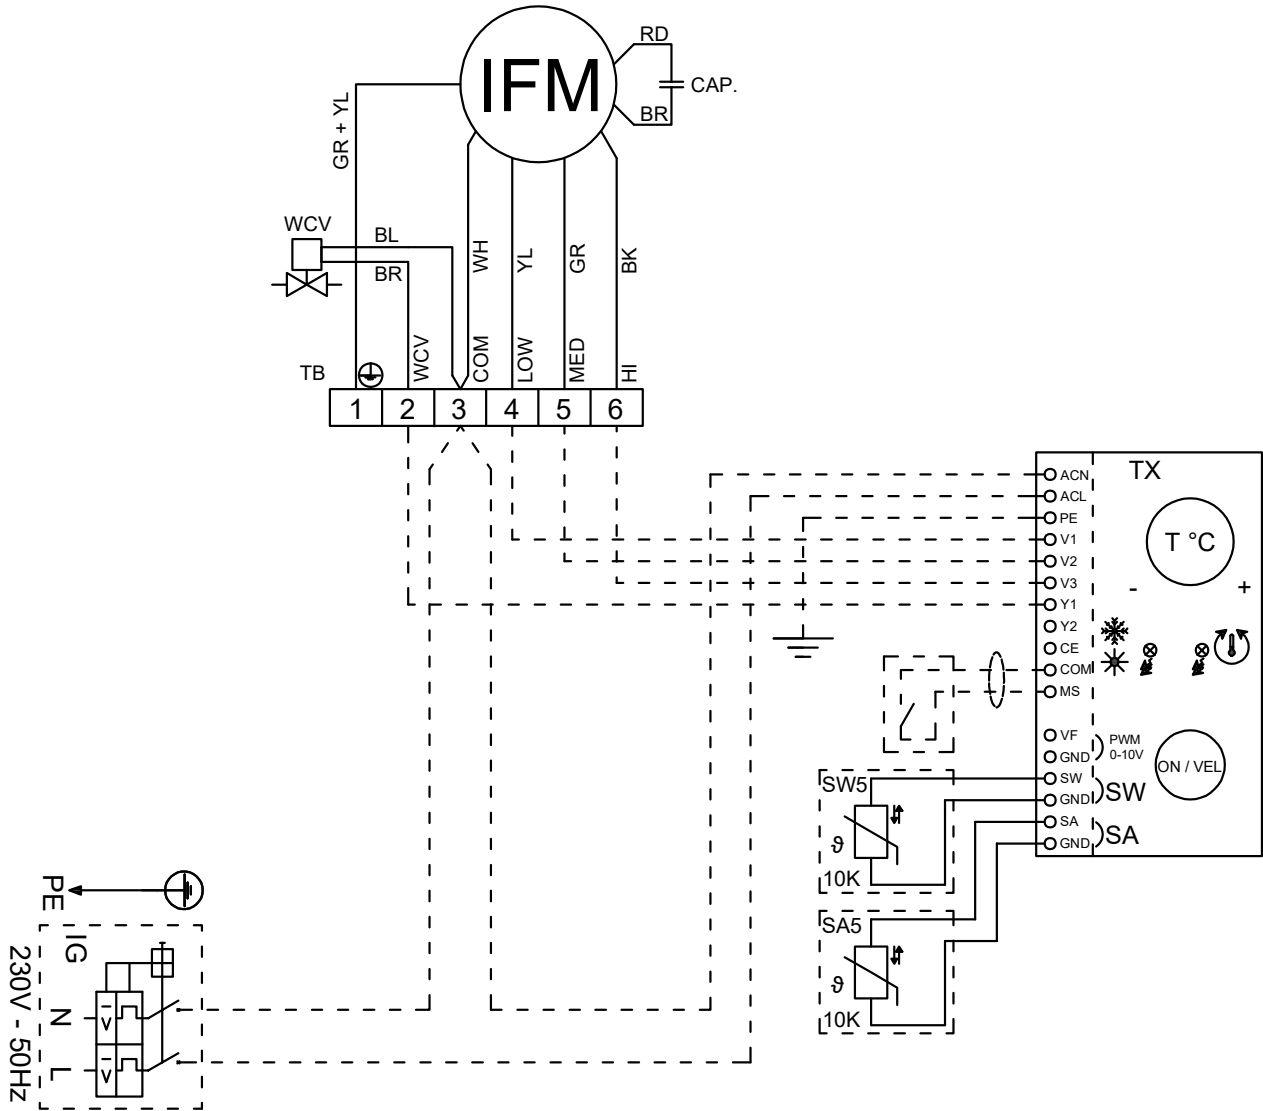 IFM
RD
CAP.
BR
GR + YL
WCV
BL
BR
WH
YL
GR
BK
TB
WCV
COM
LOW
MED
HI
1 2 3 4 5 6
TX
ACN
ACL
PE
V1
V2
V3
Y1
Y2
CE
COM
MS
VF
GND
SW
GND
SA
GND
T °C
- +
PWM
0-10V
ON / VEL
SW
SA
SW5
ϑ
10K
SA5
ϑ
10K
PE
IG
N
L
230V - 50Hz